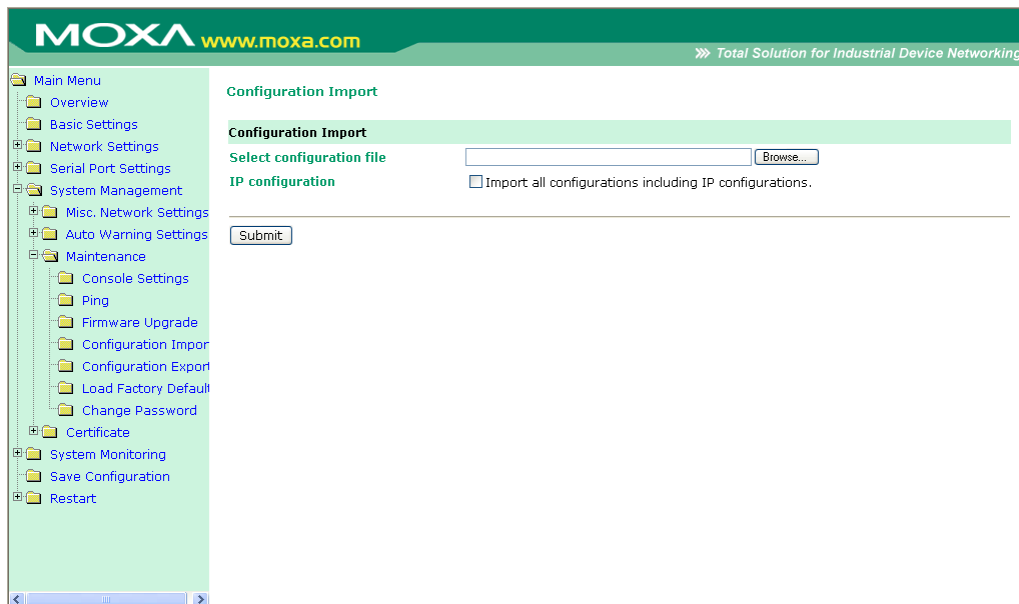 MOXA www.moxa.com
Total Solution for Industrial Device Networking
Main Menu
Overview
Basic Settings
Network Settings
Serial Port Settings
System Management
Misc. Network Settings
Auto Warning Settings
Maintenance
Console Settings
Ping
Firmware Upgrade
Configuration Impor
Configuration Export
Load Factory Default
Change Password
Certificate
System Monitoring
Save Configuration
Restart
Configuration Import
Configuration Import
Select configuration file Browse...
IP configuration Import all configurations including IP configurations.
Submit